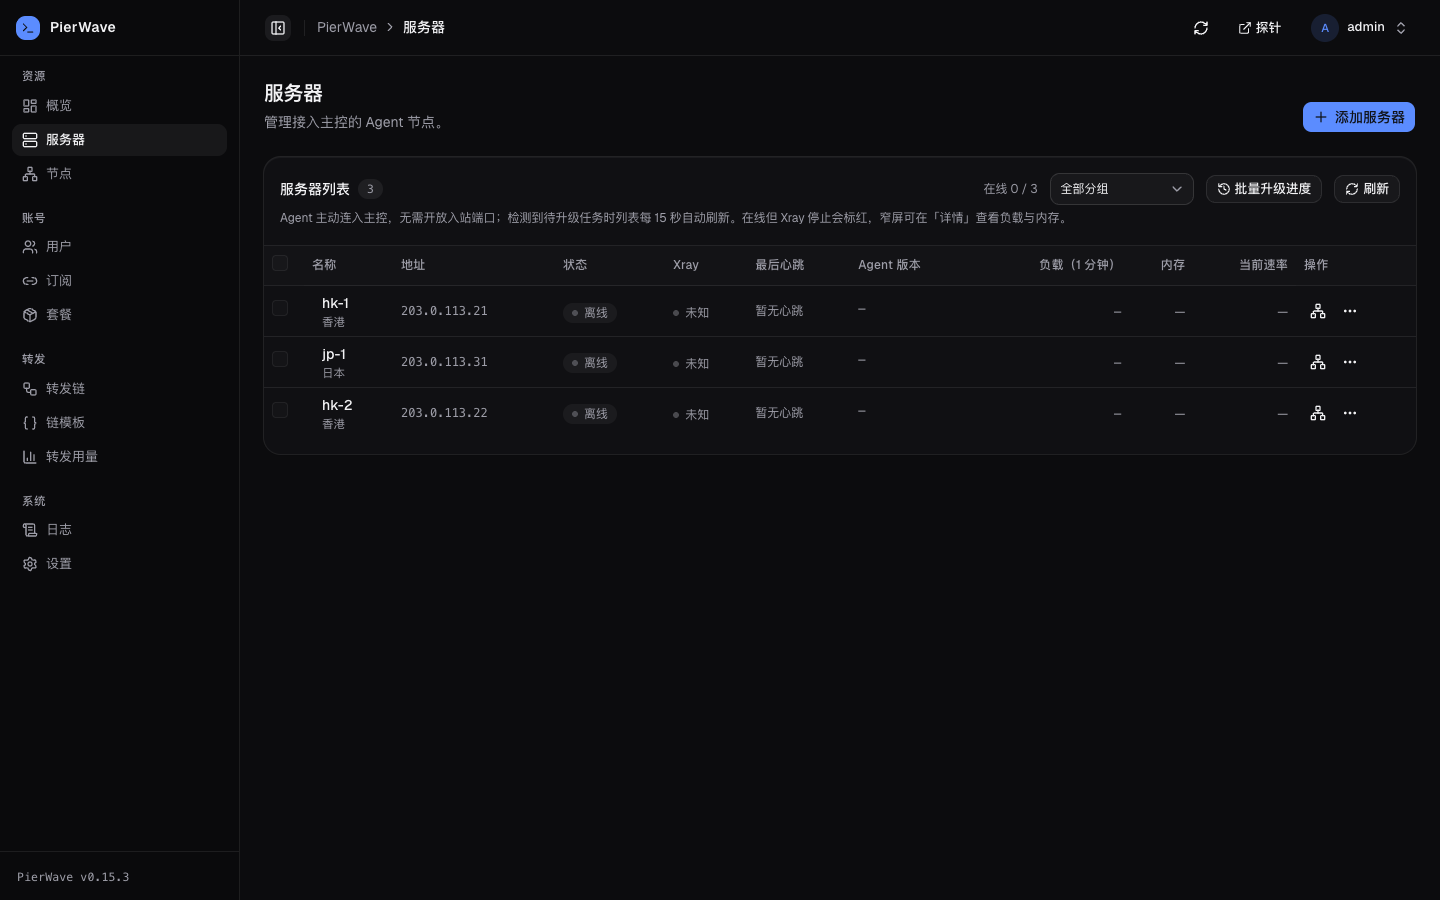 PierWave
资源
概览
服务器
节点
账号
用户
订阅
套餐
转发
转发链
链模板
转发用量
系统
日志
设置
PierWave v0.15.3
PierWave > 服务器
探针
A admin
服务器
管理接入主控的 Agent 节点。
添加服务器
服务器列表 3
在线 0 / 3
全部分组
批量升级进度
刷新
Agent 主动连入主控，无需开放入站端口；检测到待升级任务时列表每 15 秒自动刷新。在线但 Xray 停止会标红，窄屏可在「详情」查看负载与内存。
名称 地址 状态 Xray 最后心跳 Agent 版本 负载（1 分钟） 内存 当前速率 操作
hk-1 203.0.113.21 离线 未知 暂无心跳 — — — —
香港
jp-1 203.0.113.31 离线 未知 暂无心跳 — — — —
日本
hk-2 203.0.113.22 离线 未知 暂无心跳 — — — —
香港